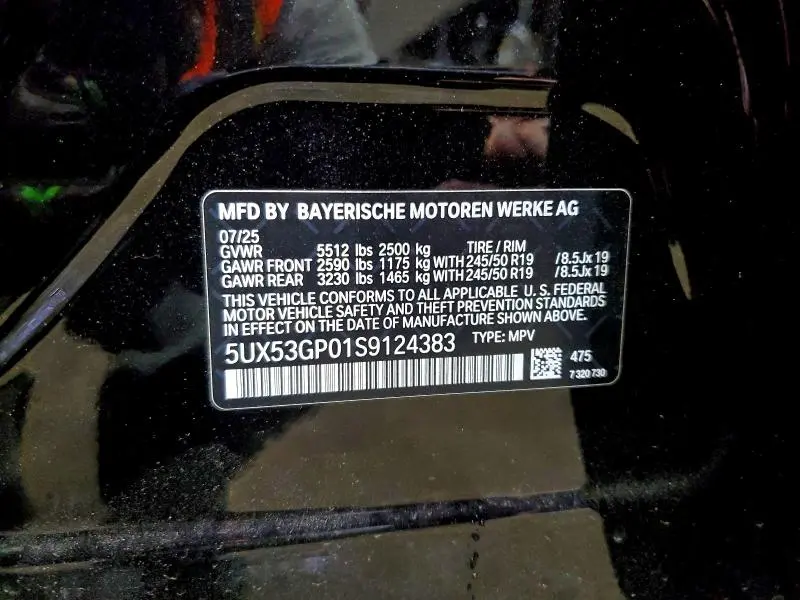 MFD BY BAYERISCHE MOTOREN WERKE AG
07/25
GVWR 5512 lbs 2500 kg TIRE / RIM
GAWR FRONT 2590 lbs 1175 kg WITH 245/50 R19 /8.5Jx19
GAWR REAR 3230 lbs 1465 kg WITH 245/50 R19 /8.5Jx19
THIS VEHICLE CONFORMS TO ALL APPLICABLE U.S. FEDERAL
MOTOR VEHICLE SAFETY AND THEFT PREVENTION STANDARDS
IN EFFECT ON THE DATE OF MANUFACTURE SHOWN ABOVE.
5UX53GP01S9124383 TYPE: MPV
475
7 320 730